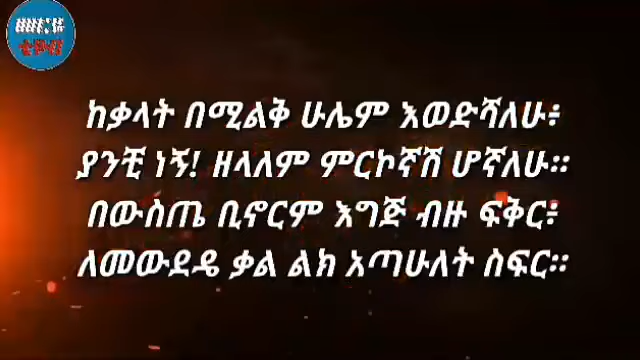 ከቃላት በሚልቅ ሁሌም እወድሻለሁ፥
ያንቺ ነኝ! ዘላለም ምርኮኛሽ ሆኛለሁ።
በውስጤ ቢኖርም እግጅ ብዙ ፍቅር፥
ለመውደዴ ቃል ልክ አጣሁለት ስፍር።